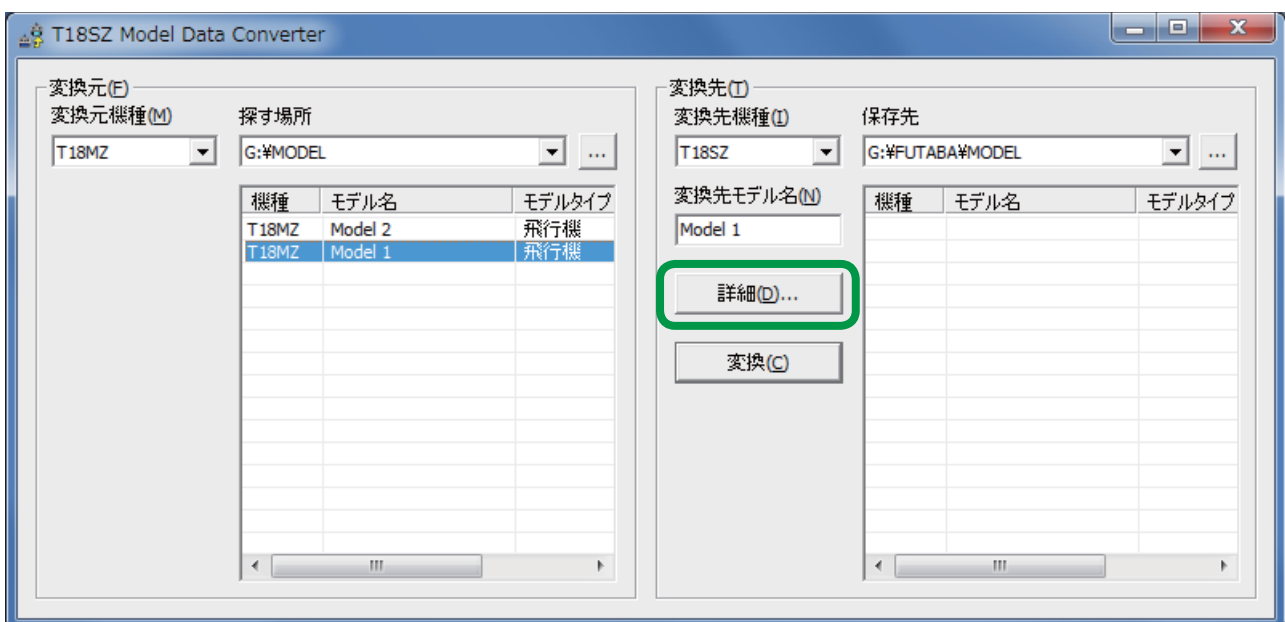 T18SZ Model Data Converter
変換元(F)
変換元機種(M)
探す場所
T18MZ
G:¥MODEL
...
機種 モデル名 モデルタイプ
T18MZ Model 2 飛行機
T18MZ Model 1 飛行機
変換先(T)
変換先機種(I)
保存先
T18SZ
G:¥FUTABA¥MODEL
...
変換先モデル名(N)
Model 1
詳細(D)...
変換(C)
機種 モデル名 モデルタイプ